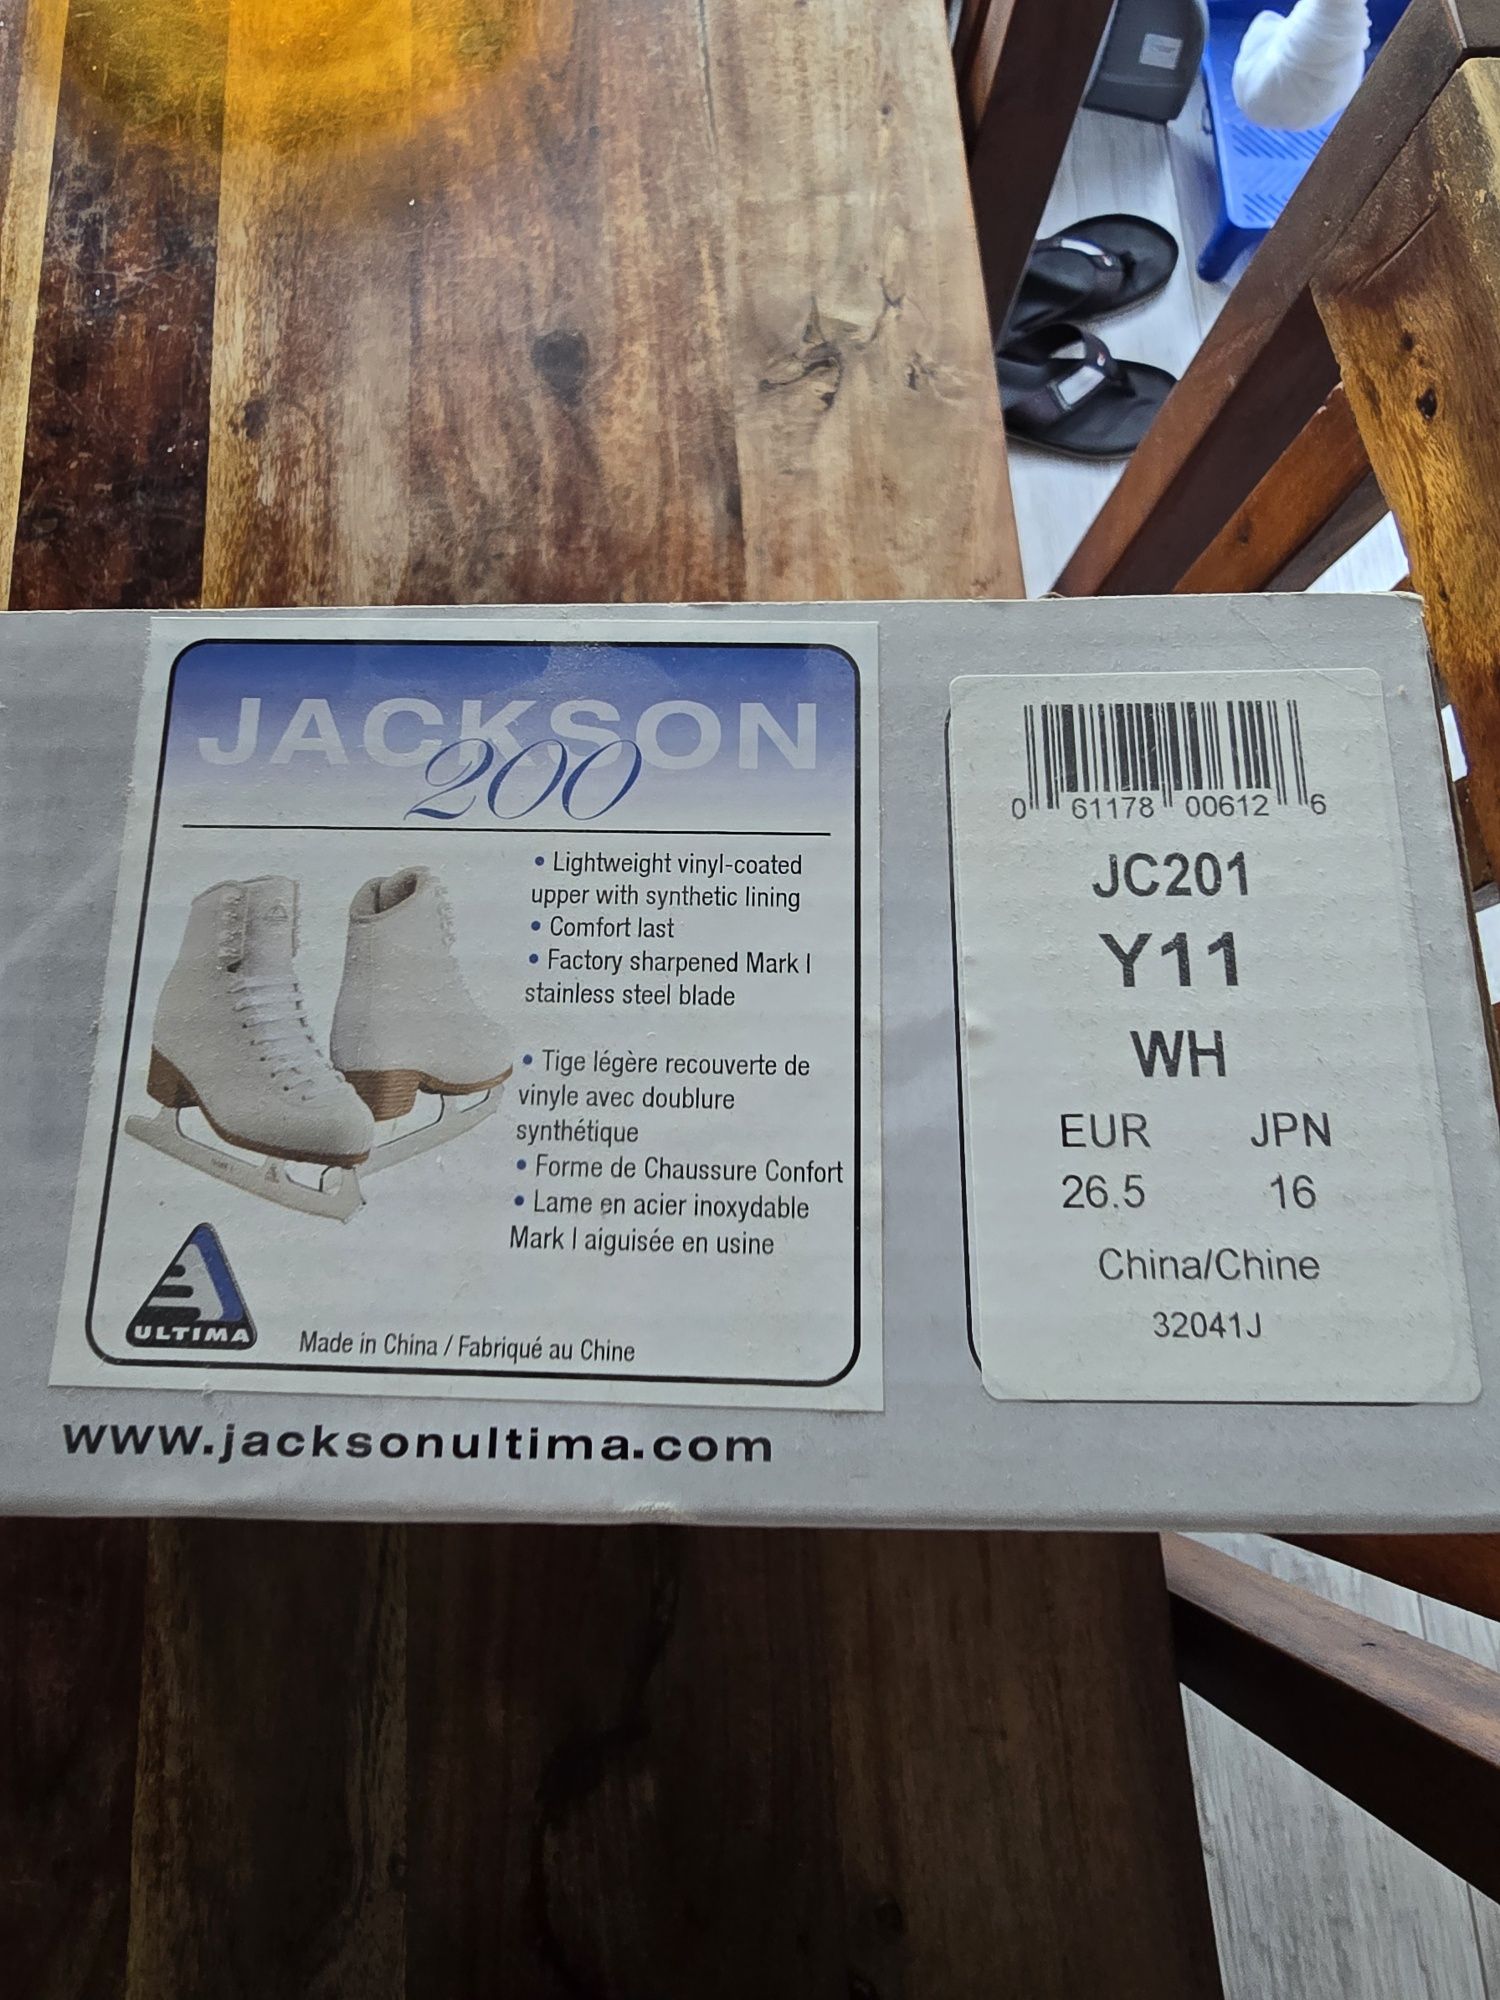 JACKSON
200
• Lightweight vinyl-coated
upper with synthetic lining
• Comfort last
• Factory sharpened Mark I
stainless steel blade
• Tige légère recouverte de
vinyle avec doublure
synthétique
• Forme de Chaussure Confort
• Lame en acier inoxydable
Mark I aiguisée en usine
ULTIMA
Made in China / Fabriqué au Chine
www.jacksonultima.com
0 61178 00612 6
JC201
Y11
WH
EUR JPN
26.5 16
China/Chine
32041J